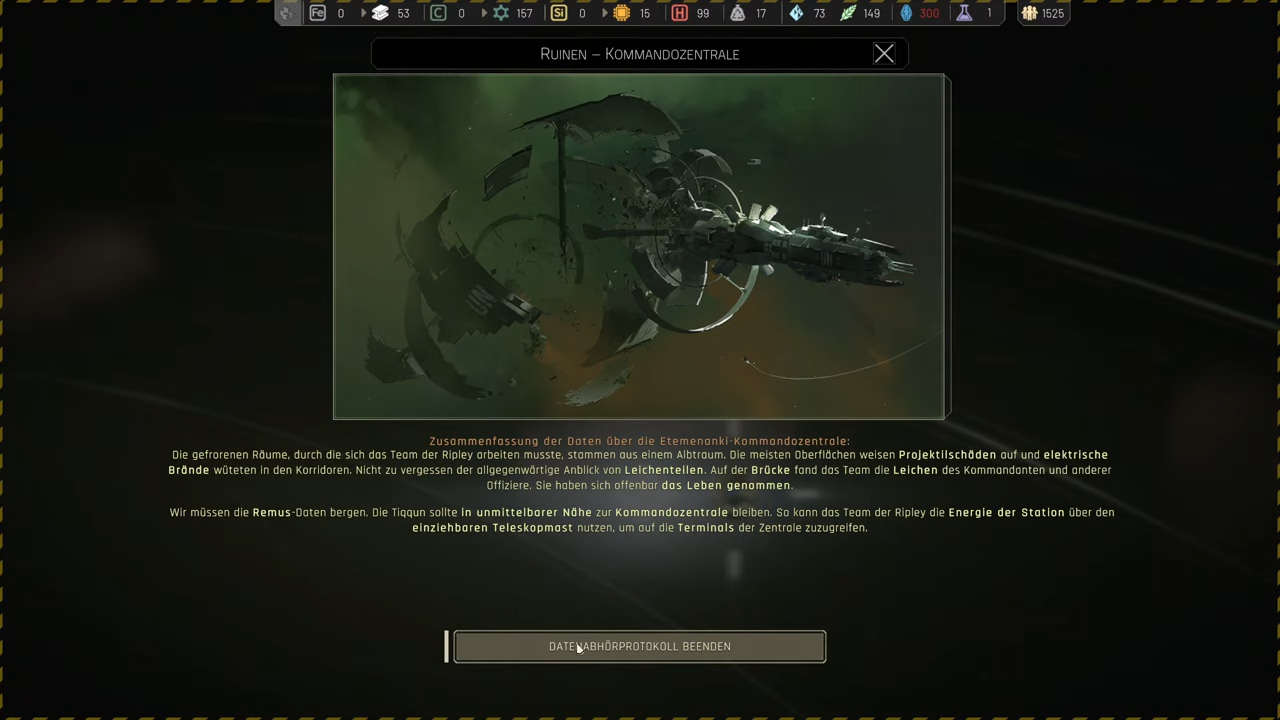 Fe 0 53 C 0 157 Si 0 15 H 99 17 73 149 300 1 1525
Ruinen – Kommandozentrale
Zusammenfassung der Daten über die Etemenanki-Kommandozentrale:
Die gefrorenen Räume, durch die sich das Team der Ripley arbeiten musste, stammen aus einem Albtraum. Die meisten Oberflächen weisen Projektilschäden auf und elektrische
Brände wüteten in den Korridoren. Nicht zu vergessen der allgegenwärtige Anblick von Leichenteilen. Auf der Brücke fand das Team die Leichen des Kommandanten und anderer
Offiziere. Sie haben sich offenbar das Leben genommen.
Wir müssen die Remus-Daten bergen. Die Tiqqun sollte in unmittelbarer Nähe zur Kommandozentrale bleiben. So kann das Team der Ripley die Energie der Station über den
einziehbaren Teleskopmast nutzen, um auf die Terminals der Zentrale zuzugreifen.
DATENABHÖRPROTOKOLL BEENDEN